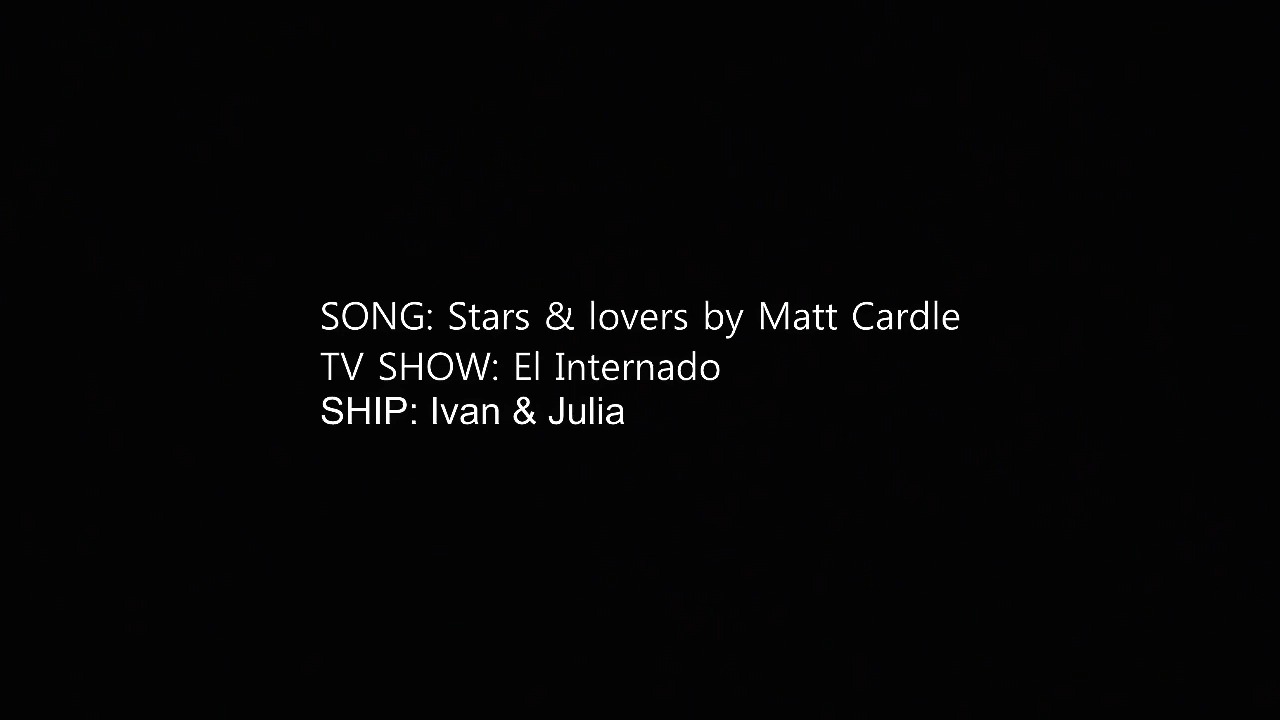 SONG: Stars & lovers by Matt Cardle
TV SHOW: El Internado
SHIP: Ivan & Julia